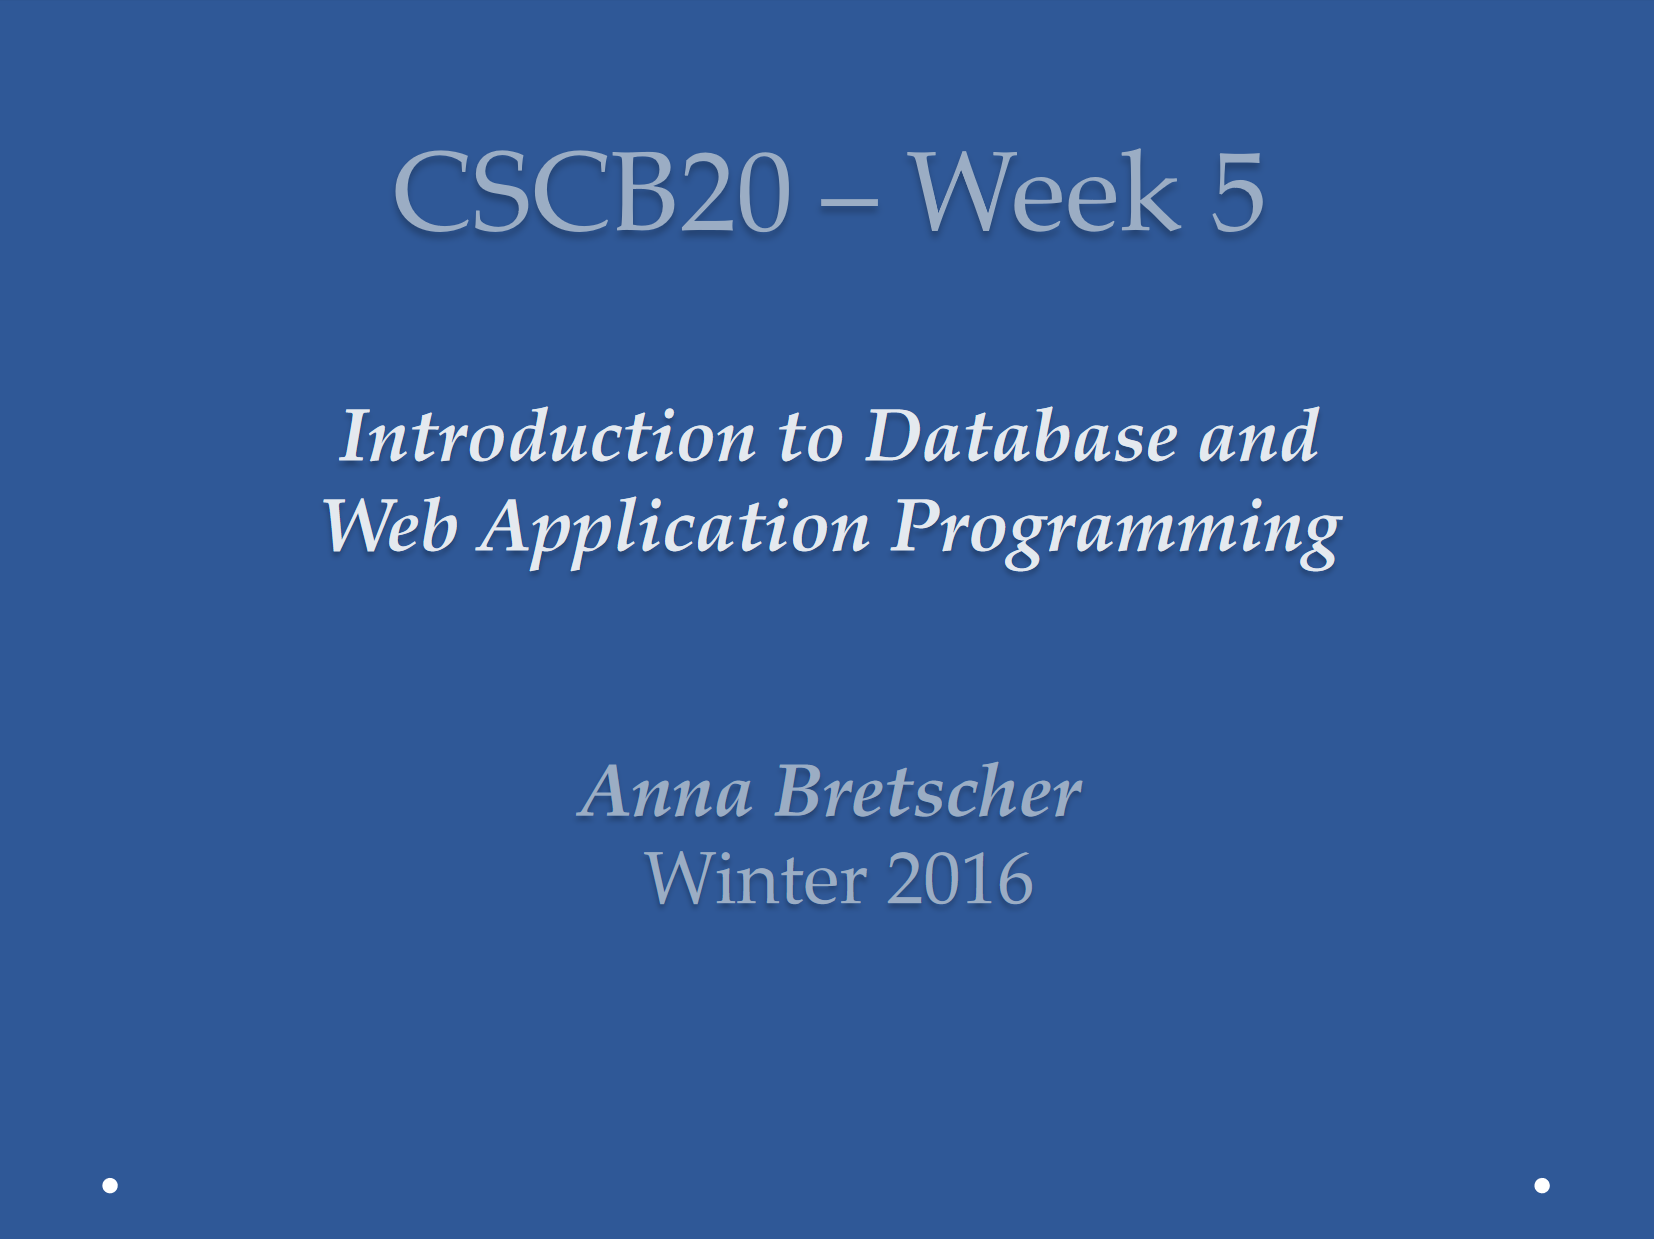 CSCB20 – Week 5
Introduction to Database and
Web Application Programming
Anna Bretscher
Winter 2016